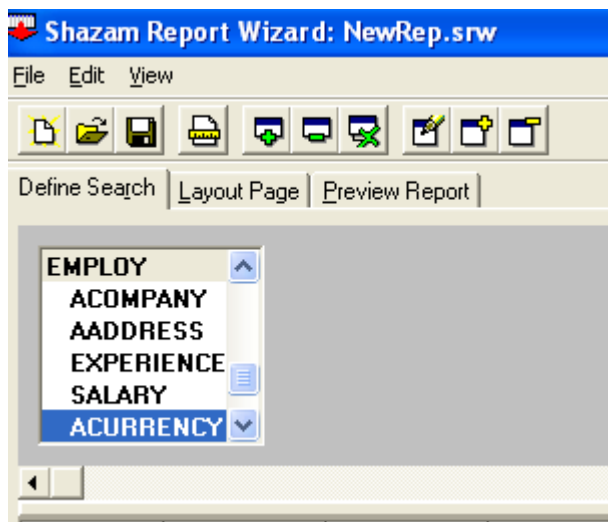 Shazam Report Wizard: NewRep.srw
File Edit View
Define Search Layout Page Preview Report
EMPLOY
ACOMPANY
AADDRESS
EXPERIENCE
SALARY
ACURRENCY